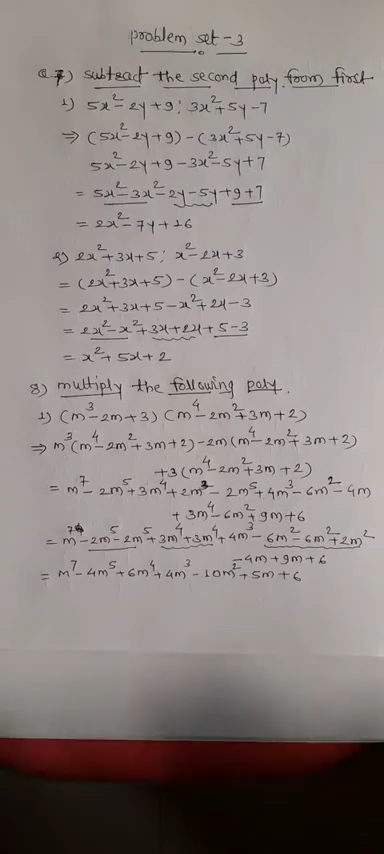 problem set-3
Q 7) subtract the second poly. from first
1) 5x²-2y+9 ; 3x²+5y-7
⇒ (5x²-2y+9) - (3x²+5y-7)
5x²-2y+9-3x²-5y+7
= 5x²-3x²-2y-5y+9+7
= 2x²-7y+16
2) 2x²+3x+5 ; x²-2x+3
= (2x²+3x+5) - (x²-2x+3)
= 2x²+3x+5-x²+2x-3
= 2x²-x²+3x+2x+5-3
= x²+5x+2
8) multiply the following poly.
1) (m³-2m+3) (m⁴-2m²+3m+2)
⇒ m³(m⁴-2m²+3m+2)-2m(m⁴-2m²+3m+2)
+3(m⁴-2m²+3m+2)
= m⁷-2m⁵+3m⁴+2m³-2m⁵+4m³-6m²-4m
+3m⁴-6m²+9m+6
= m⁷-2m⁵-2m⁵+3m⁴+3m⁴+4m³-6m²-6m²+2m²
-4m+9m+6
= m⁷-4m⁵+6m⁴+4m³-10m²+5m+6